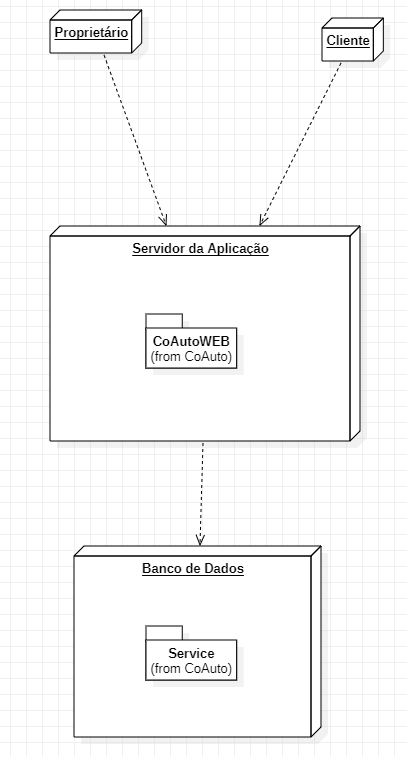 Proprietário
Cliente
Servidor da Aplicação
CoAutoWEB
(from CoAuto)
Banco de Dados
Service
(from CoAuto)